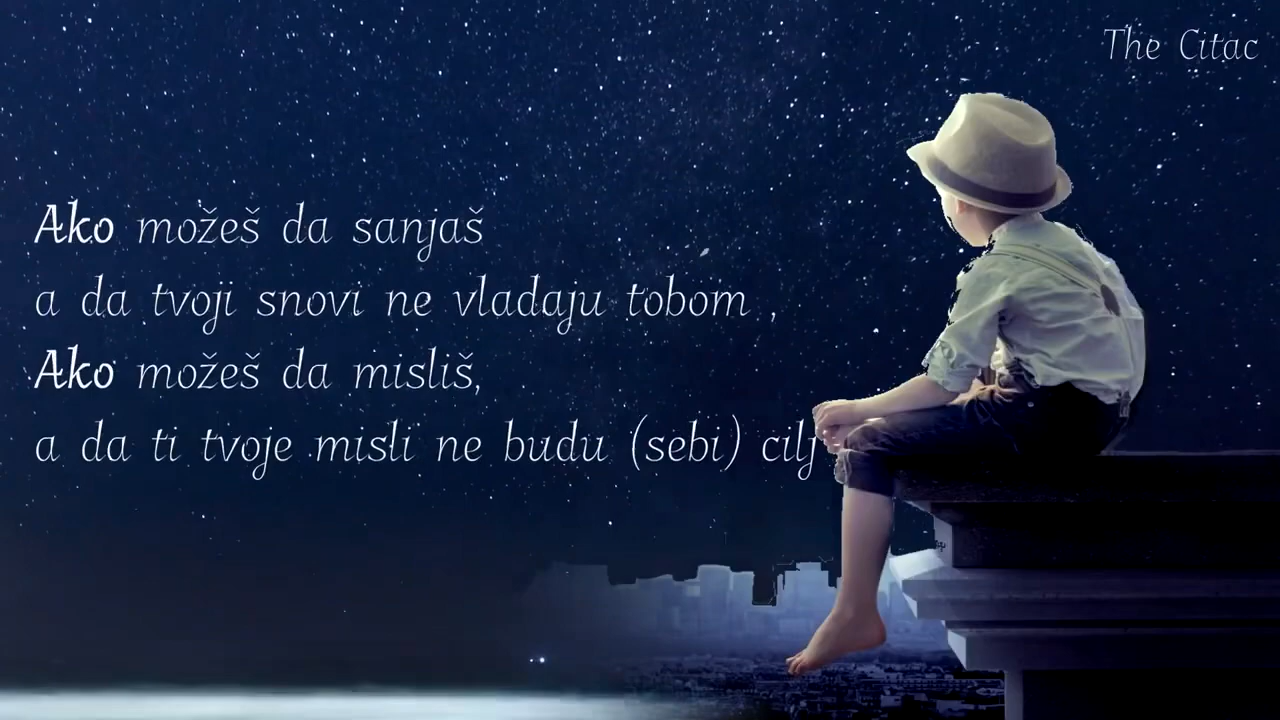 The Citac
Ako možeš da sanjaš
a da tvoji snovi ne vladaju tobom ,
Ako možeš da misliš,
a da ti tvoje misli ne budu (sebi) cilj